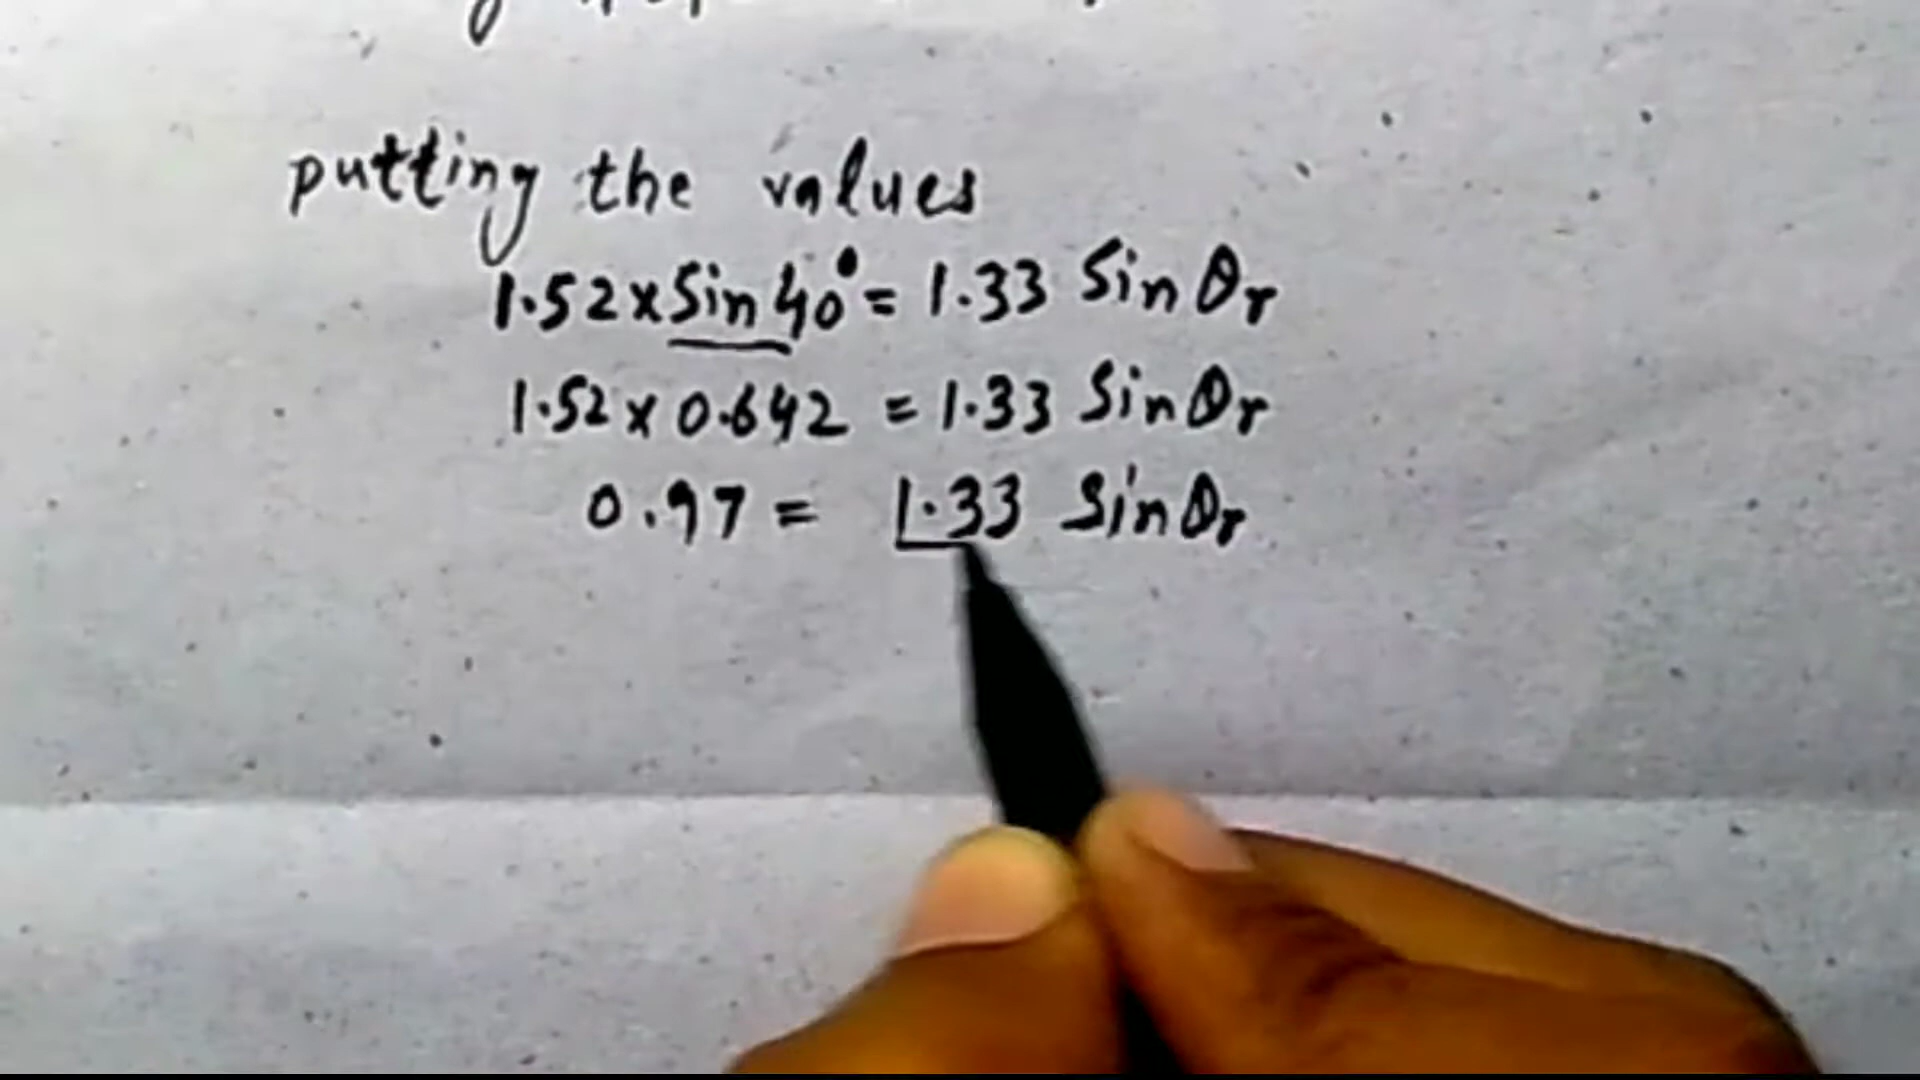 putting the values
1.52 x Sin 40° = 1.33 Sin θr
1.52 x 0.642 = 1.33 Sin θr
0.97 = 1.33 Sin θr